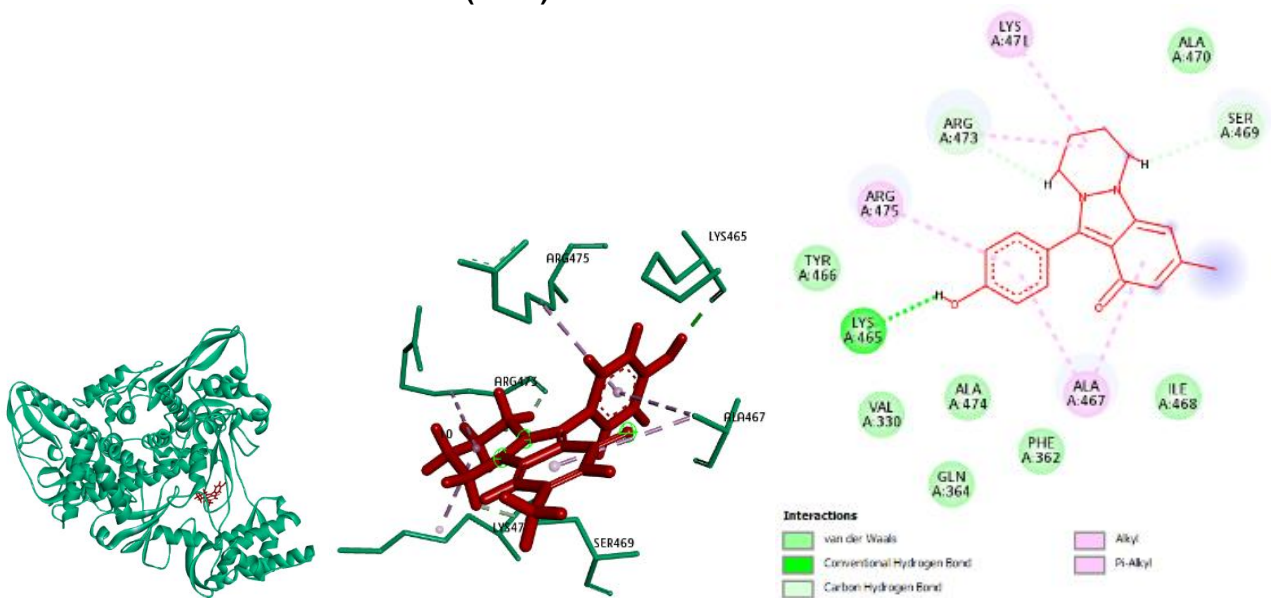 LYS465
ARG475
ARG473
ALA467
SER469
LYS
A:471
ALA
A:470
ARG
A:473
SER
A:469
H
H
N
N
ARG
A:475
TYR
A:466
H
O
O
LYS
A:465
VAL
A:330
ALA
A:474
ALA
A:467
ILE
A:468
PHE
A:362
GLN
A:364
Interactions
van der Waals
Conventional Hydrogen Bond
Carbon Hydrogen Bond
Alkyl
Pi-Alkyl